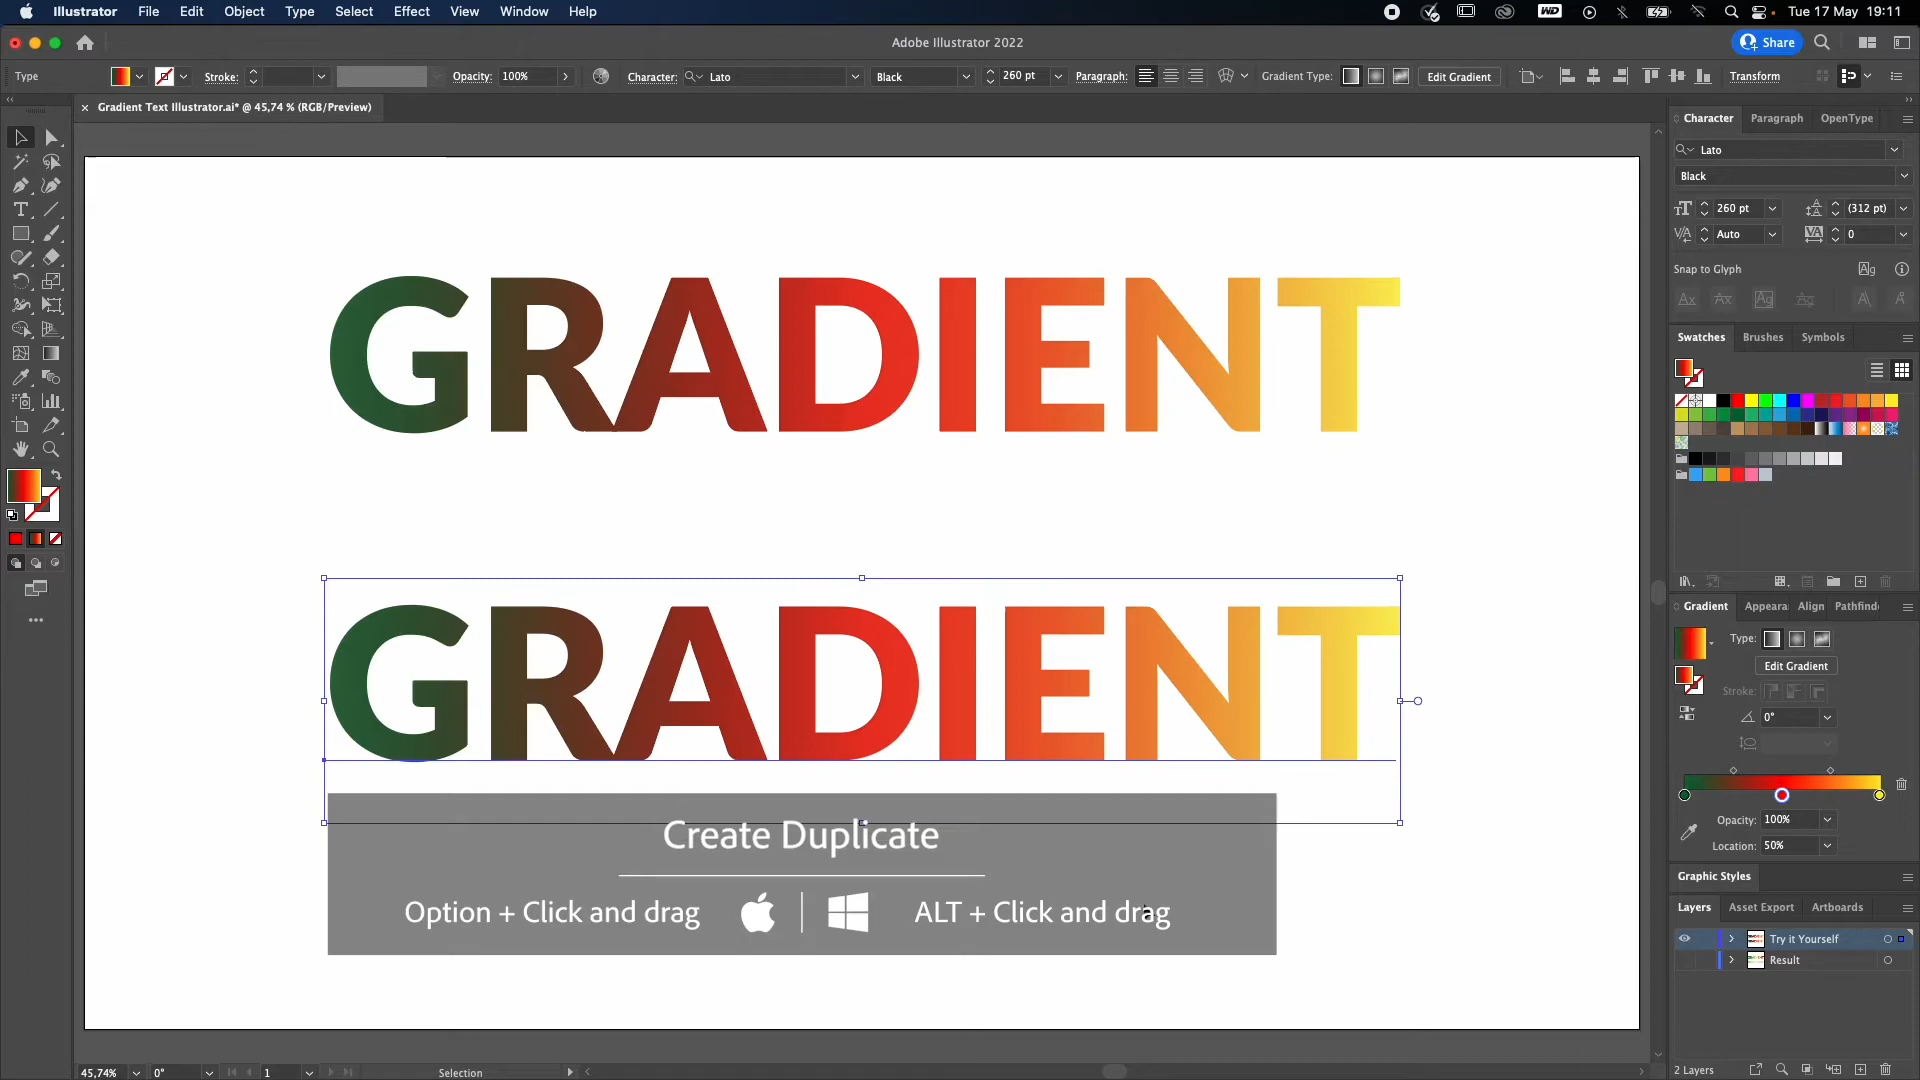 Illustrator File Edit Object Type Select Effect View Window Help WD Tue 17 May 19:11
Adobe Illustrator 2022 Share
Type Stroke: Opacity: 100% Character: Lato Black 260 pt Paragraph: Gradient Type: Edit Gradient Transform
× Gradient Text Illustrator.ai* @ 45,74 % (RGB/Preview)
Character Paragraph OpenType
Lato
Black
260 pt (312 pt)
Auto 0
Snap to Glyph
GRADIENT
Swatches Brushes Symbols
GRADIENT
Gradient Appeara Align Pathfind
Type:
Edit Gradient
Stroke:
0°
Opacity: 100%
Location: 50%
Create Duplicate
Option + Click and drag ALT + Click and drag
Graphic Styles
Layers Asset Export Artboards
Try it Yourself
Result
45,74% 0° 1 Selection
2 Layers